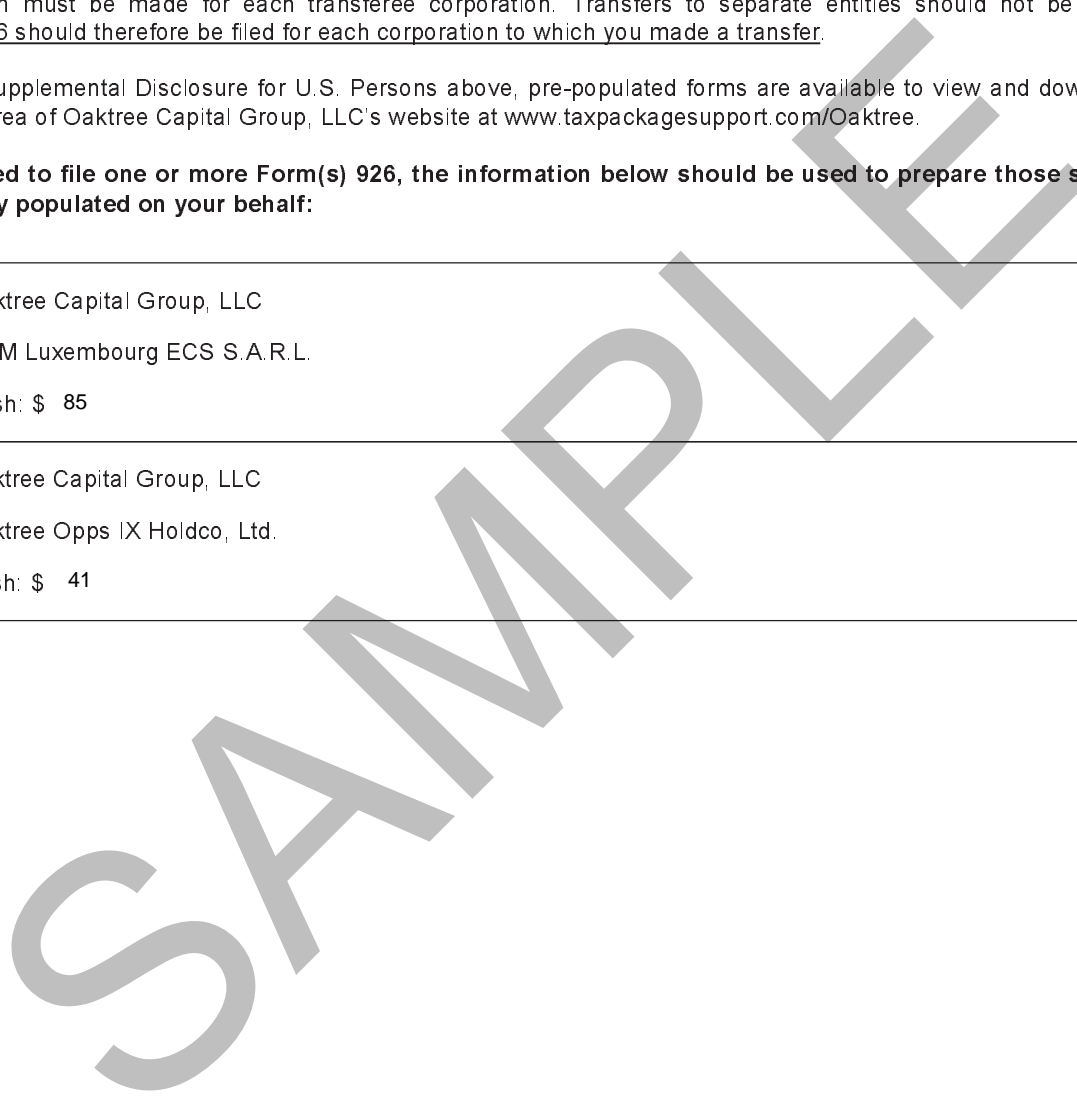 must be made for each transferee corporation. Transfers to separate entities should not be
6 should therefore be filed for each corporation to which you made a transfer.
upplemental Disclosure for U.S. Persons above, pre-populated forms are available to view and dow
rea of Oaktree Capital Group, LLC's website at www.taxpackagesupport.com/Oaktree.
ed to file one or more Form(s) 926, the information below should be used to prepare those s
y populated on your behalf:
ktree Capital Group, LLC
M Luxembourg ECS S.A.R.L.
sh: $ 85
ktree Capital Group, LLC
ktree Opps IX Holdco, Ltd.
sh: $ 41
SAMPLE